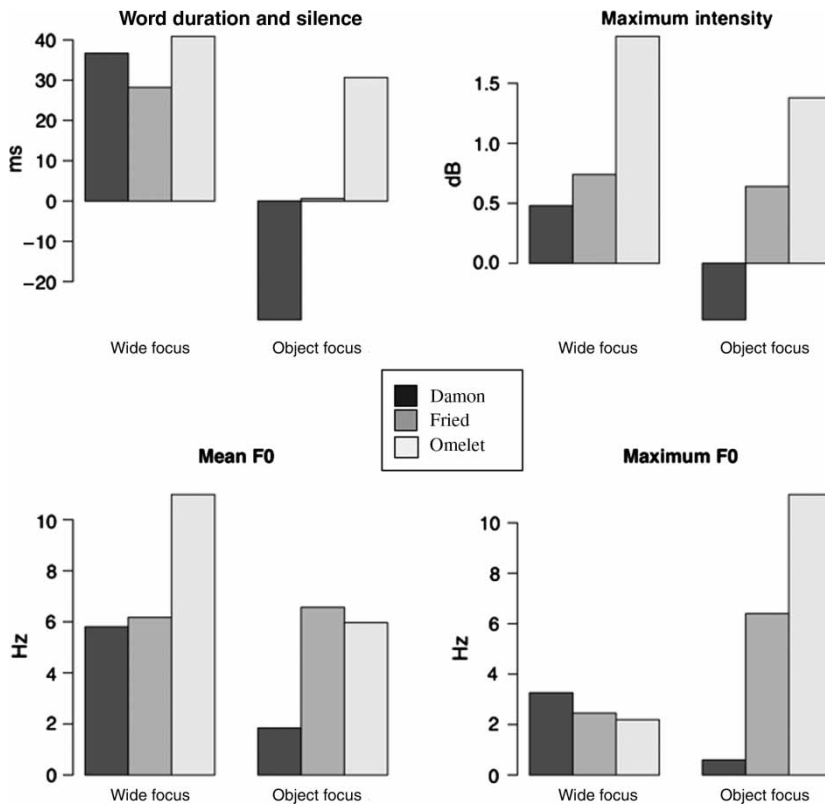 Word duration and silence
Maximum intensity
40
30
20
10
0
−10
−20
ms
1.5
1.0
0.5
0.0
dB
Wide focus
Object focus
Wide focus
Object focus
Damon
Fried
Omelet
Mean F0
Maximum F0
10
8
6
4
2
0
Hz
10
8
6
4
2
0
Hz
Wide focus
Object focus
Wide focus
Object focus